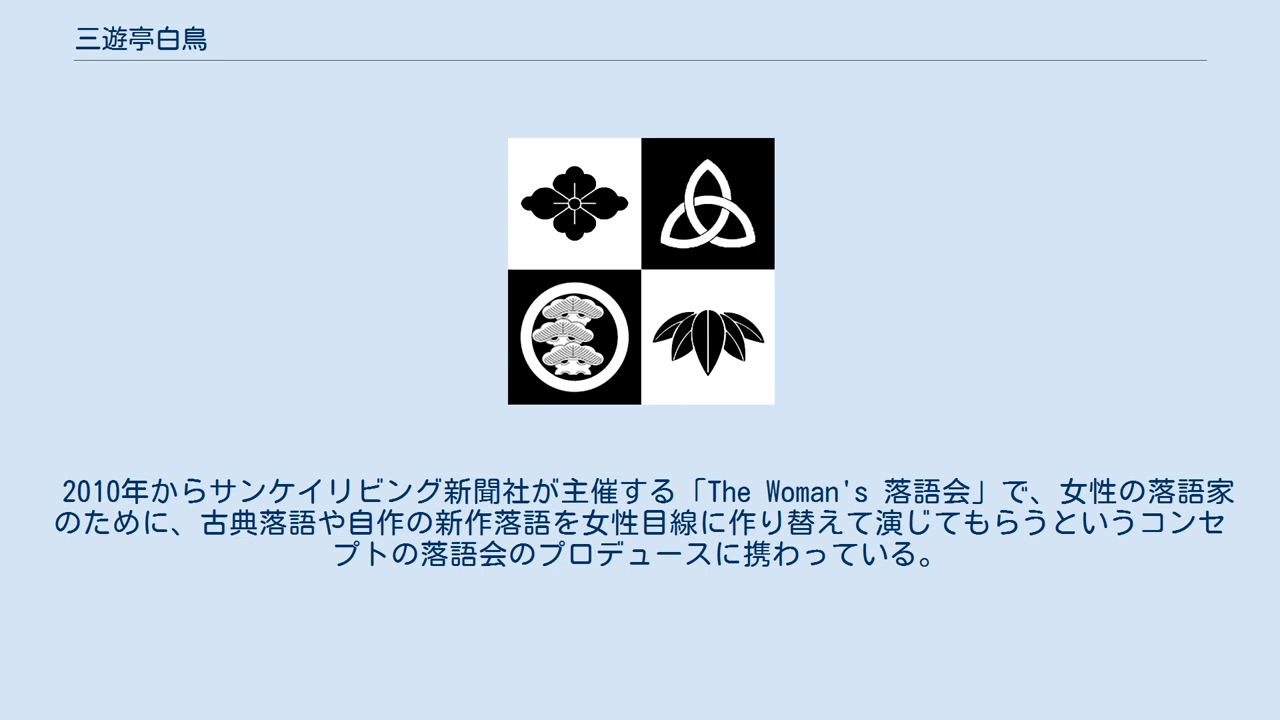 三遊亭白鳥
2010年からサンケイリビング新聞社が主催する「The Woman's 落語会」で、女性の落語家
のために、古典落語や自作の新作落語を女性目線に作り替えて演じてもらうというコンセ
プトの落語会のプロデュースに携わっている。